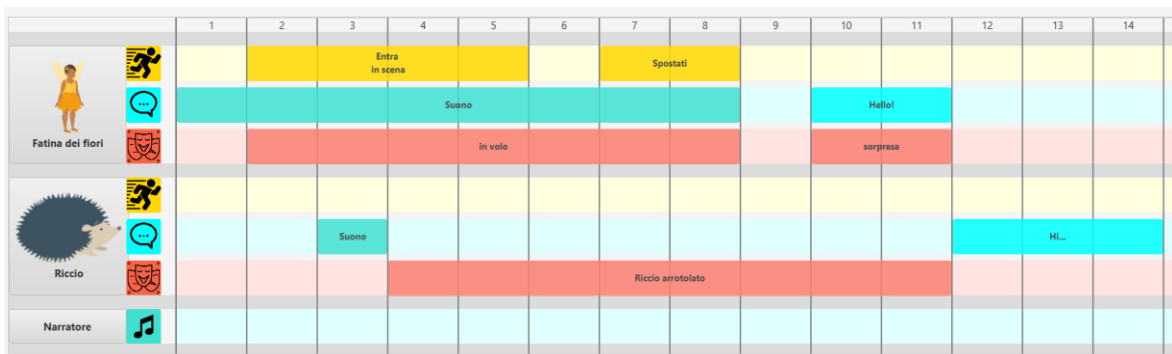 1 2 3 4 5 6 7 8 9 10 11 12 13 14
Entra
in scena
Spostati
Suono
Hello!
Fatina dei fiori
in volo
sorpresa
Suono
Hi...
Riccio
Riccio arrotolato
Narratore